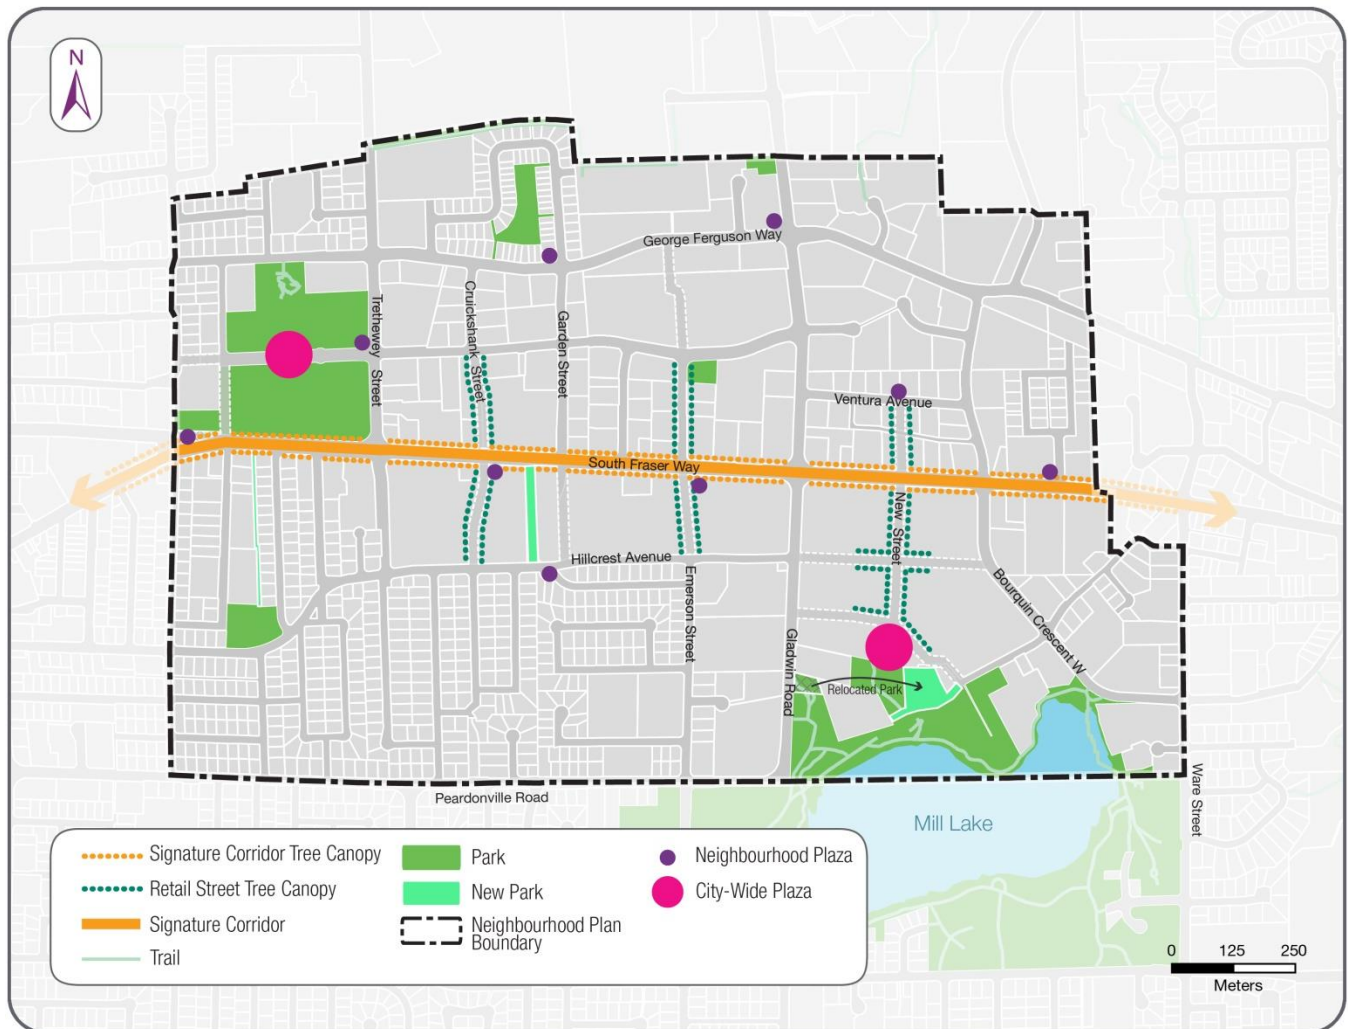 N
George Ferguson Way
Trethewey Street
Cruickshank Street
Garden Street
Ventura Avenue
South Fraser Way
New Street
Hillcrest Avenue
Emerson Street
Bourquin Crescent W
Gladwin Road
Relocated Park
Peardonville Road
Ware Street
Mill Lake
Signature Corridor Tree Canopy
Retail Street Tree Canopy
Signature Corridor
Trail
Park
New Park
Neighbourhood Plan
Boundary
Neighbourhood Plaza
City-Wide Plaza
0 125 250
Meters